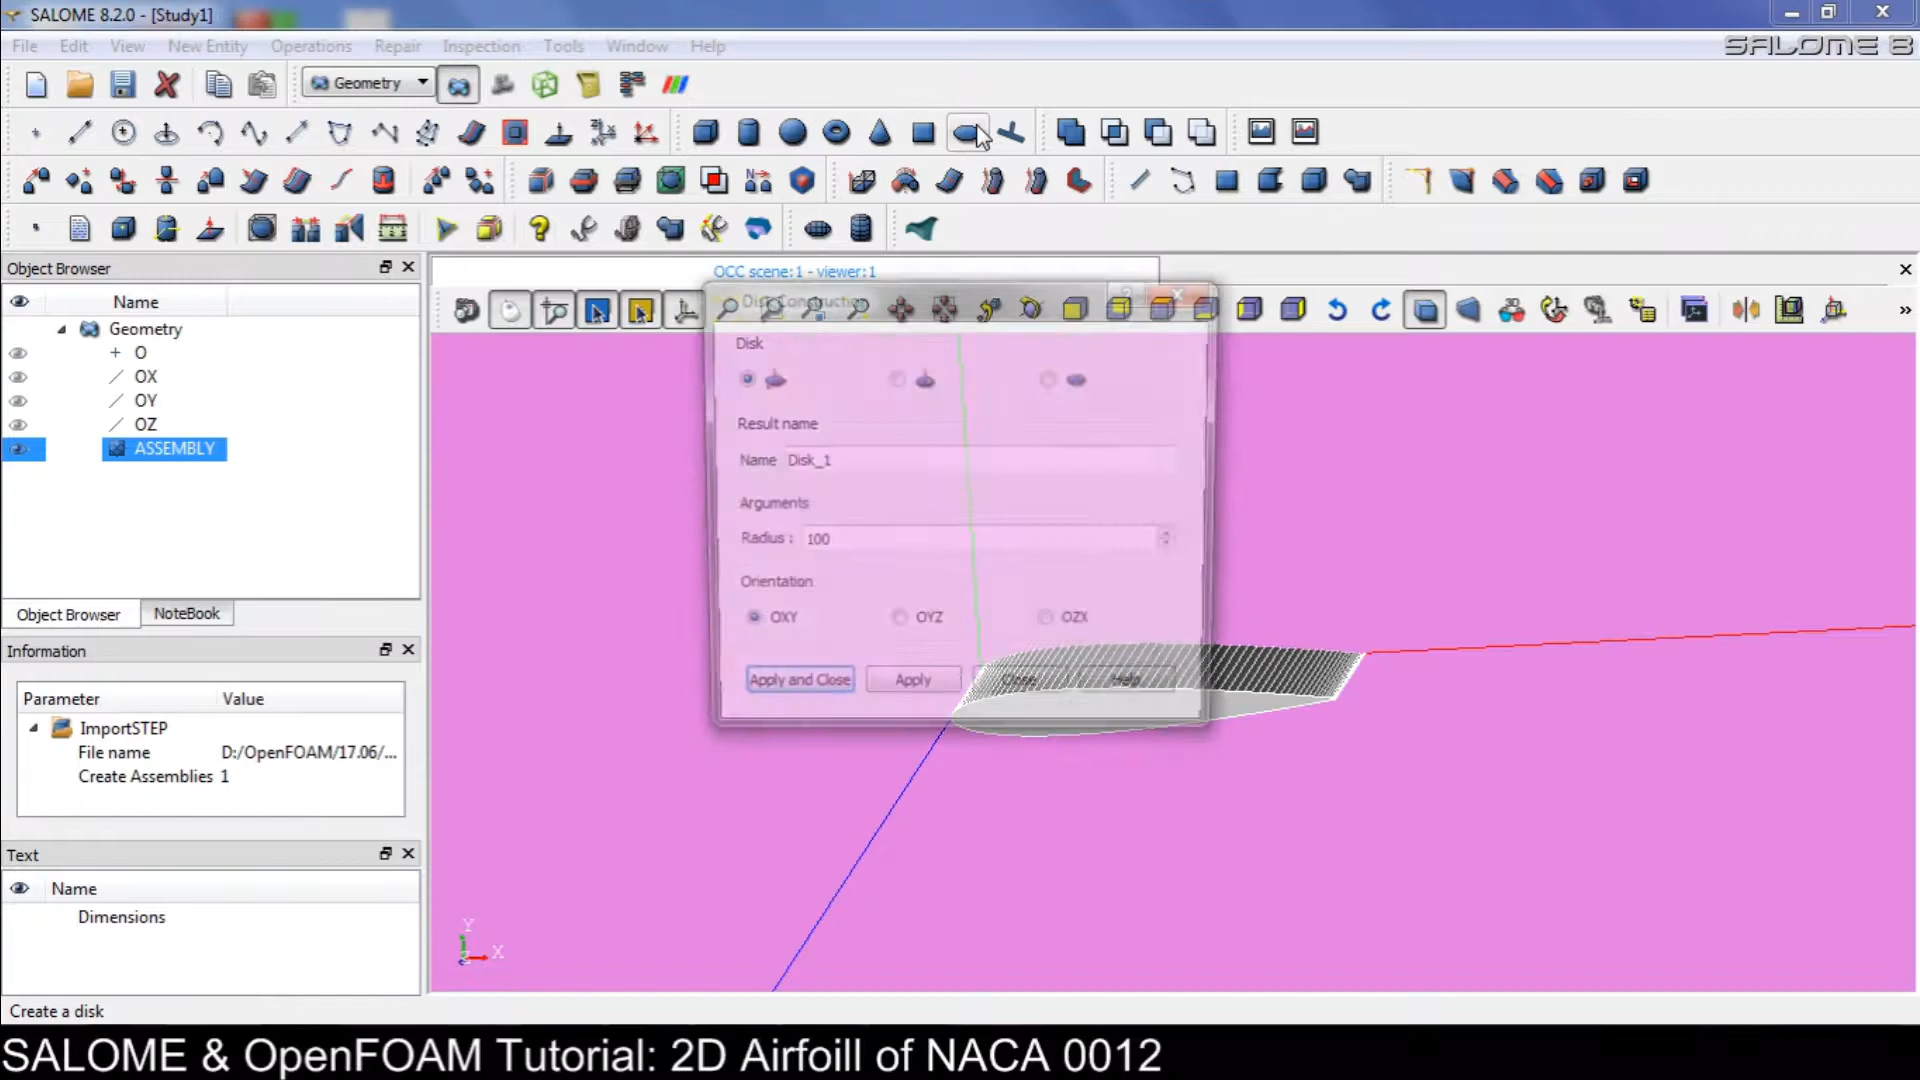 SALOME 8.2.0 - [Study1]
File Edit View New Entity Operations Repair Inspection Tools Window Help
SALOME 8
Geometry
Object Browser
OCC scene:1 - viewer:1
Name
Disk Construction
Geometry
O
OX
OY
OZ
ASSEMBLY
Disk
Result name
Name Disk_1
Arguments
Radius : 100
Orientation
OXY OYZ OZX
Apply and Close Apply Close Help
Object Browser NoteBook
Information
Parameter Value
ImportSTEP
File name D:/OpenFOAM/17.06/...
Create Assemblies 1
Text
Name
Dimensions
Y
X
Create a disk
SALOME & OpenFOAM Tutorial: 2D Airfoill of NACA 0012